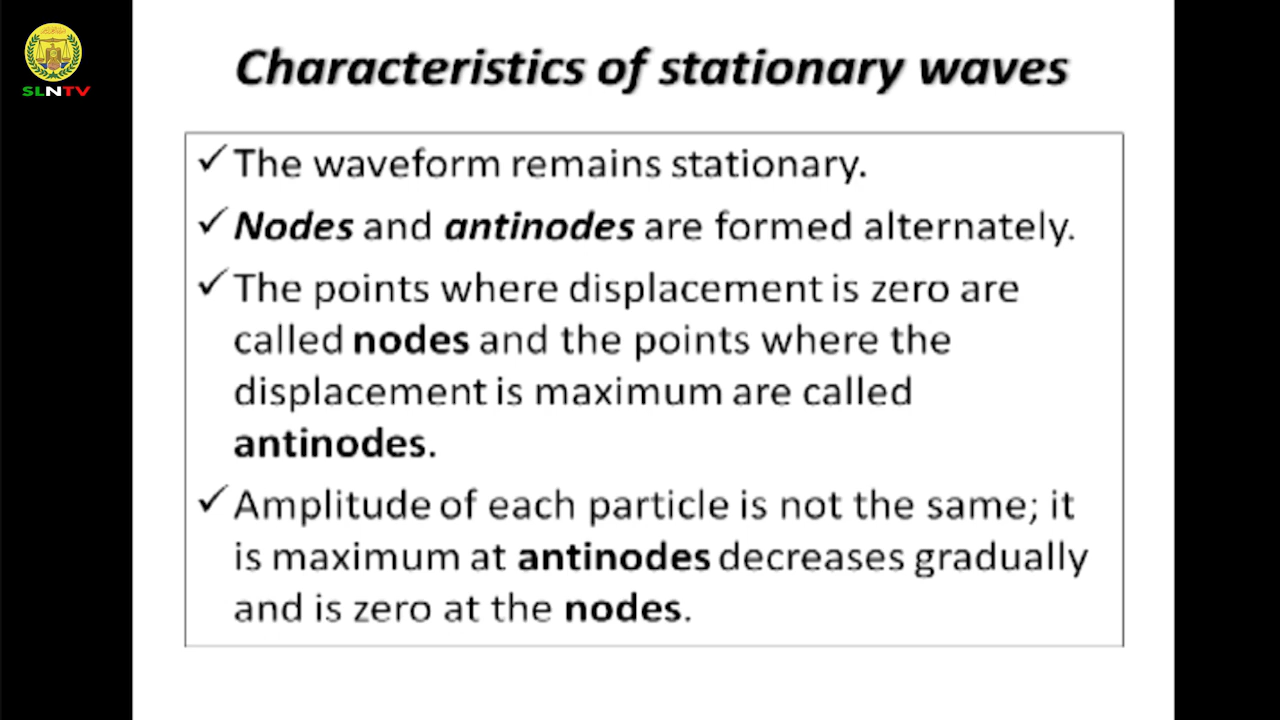 SLNTV
Characteristics of stationary waves
✓ The waveform remains stationary.
✓ Nodes and antinodes are formed alternately.
✓ The points where displacement is zero are
called nodes and the points where the
displacement is maximum are called
antinodes.
✓ Amplitude of each particle is not the same; it
is maximum at antinodes decreases gradually
and is zero at the nodes.